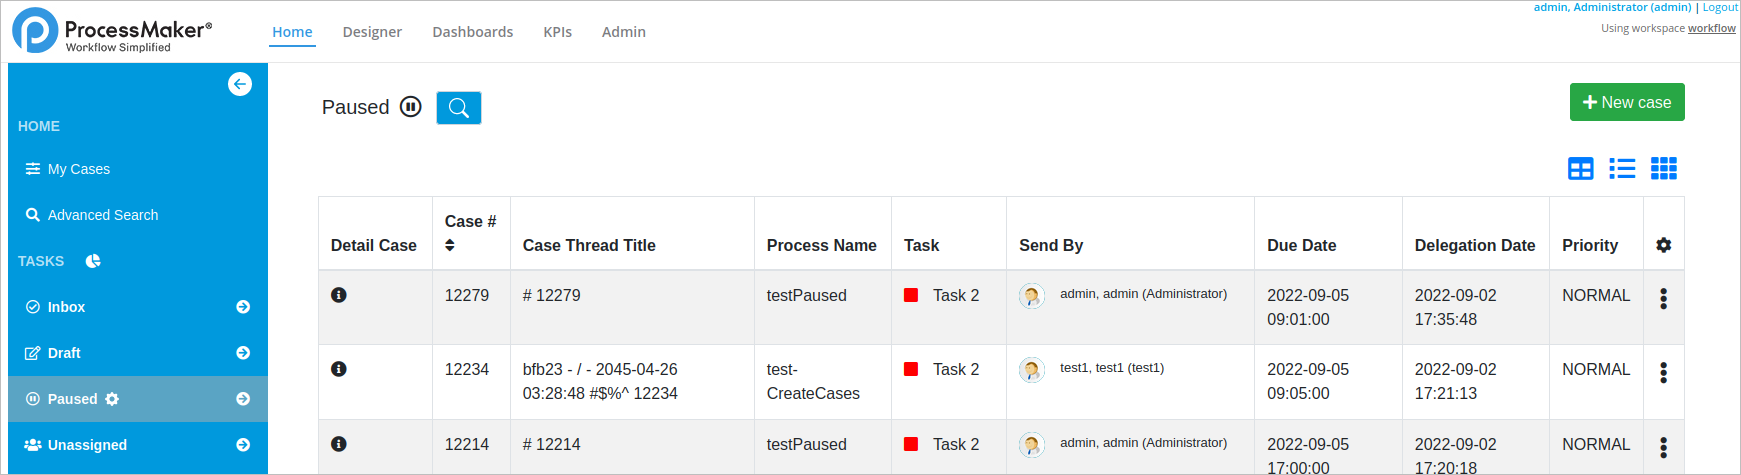 ProcessMaker®
Workflow Simplified
Home Designer Dashboards KPIs Admin
admin, Administrator (admin) | Logout
Using workspace workflow
HOME
My Cases
Advanced Search
TASKS
Inbox
Draft
Paused
Unassigned
Paused
New case
Detail Case Case # Case Thread Title Process Name Task Send By Due Date Delegation Date Priority
12279 # 12279 testPaused Task 2 admin, admin (Administrator) 2022-09-05 2022-09-02 NORMAL
09:01:00 17:35:48
12234 bfb23 - / - 2045-04-26 test- Task 2 test1, test1 (test1) 2022-09-05 2022-09-02 NORMAL
03:28:48 #$%^ 12234 CreateCases 09:05:00 17:21:13
12214 # 12214 testPaused Task 2 admin, admin (Administrator) 2022-09-05 2022-09-02 NORMAL
17:00:00 17:20:18